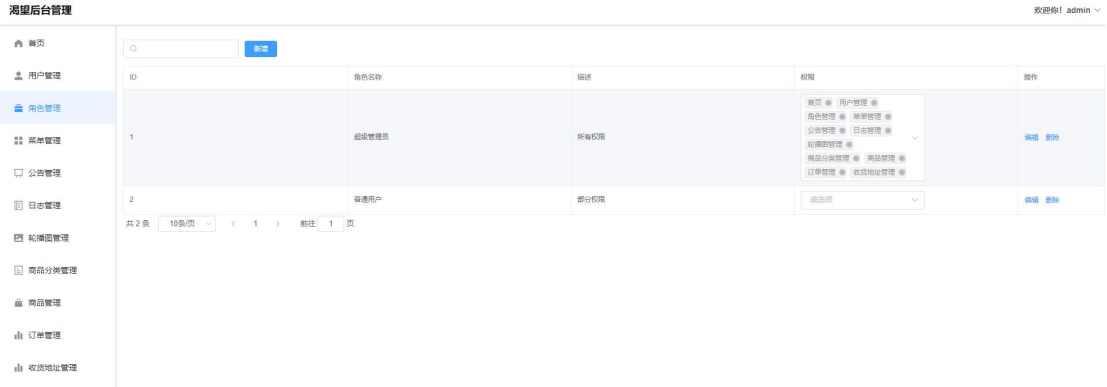 渴望后台管理
欢迎你！admin
首页
用户管理
角色管理
菜单管理
公告管理
日志管理
轮播图管理
商品分类管理
商品管理
订单管理
收货地址管理
新增
ID 角色名称 描述 权限 操作
1 超级管理员 所有权限
首页 用户管理
角色管理 菜单管理
公告管理 日志管理
轮播图管理
商品分类管理 商品管理
订单管理 收货地址管理
编辑 删除
2 普通用户 部分权限 请选择 编辑 删除
共 2 条 10条/页 1 前往 1 页